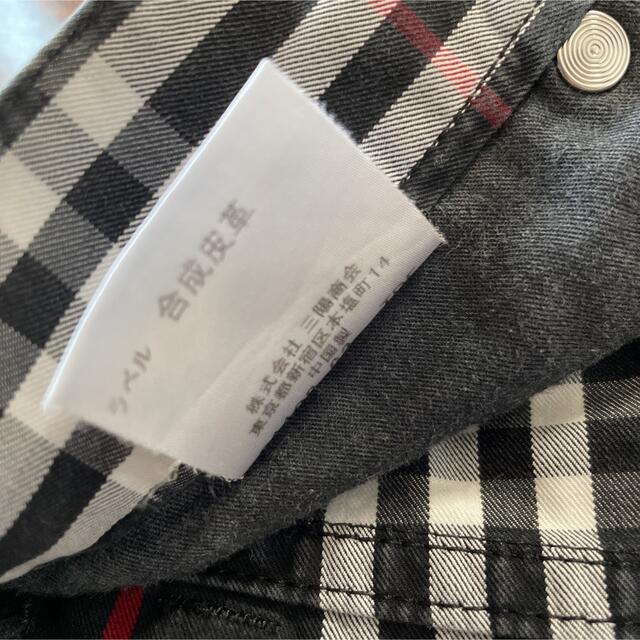 ラベル 合成皮革
株式会社 三陽商会
東京都新宿区本塩町14
中国製